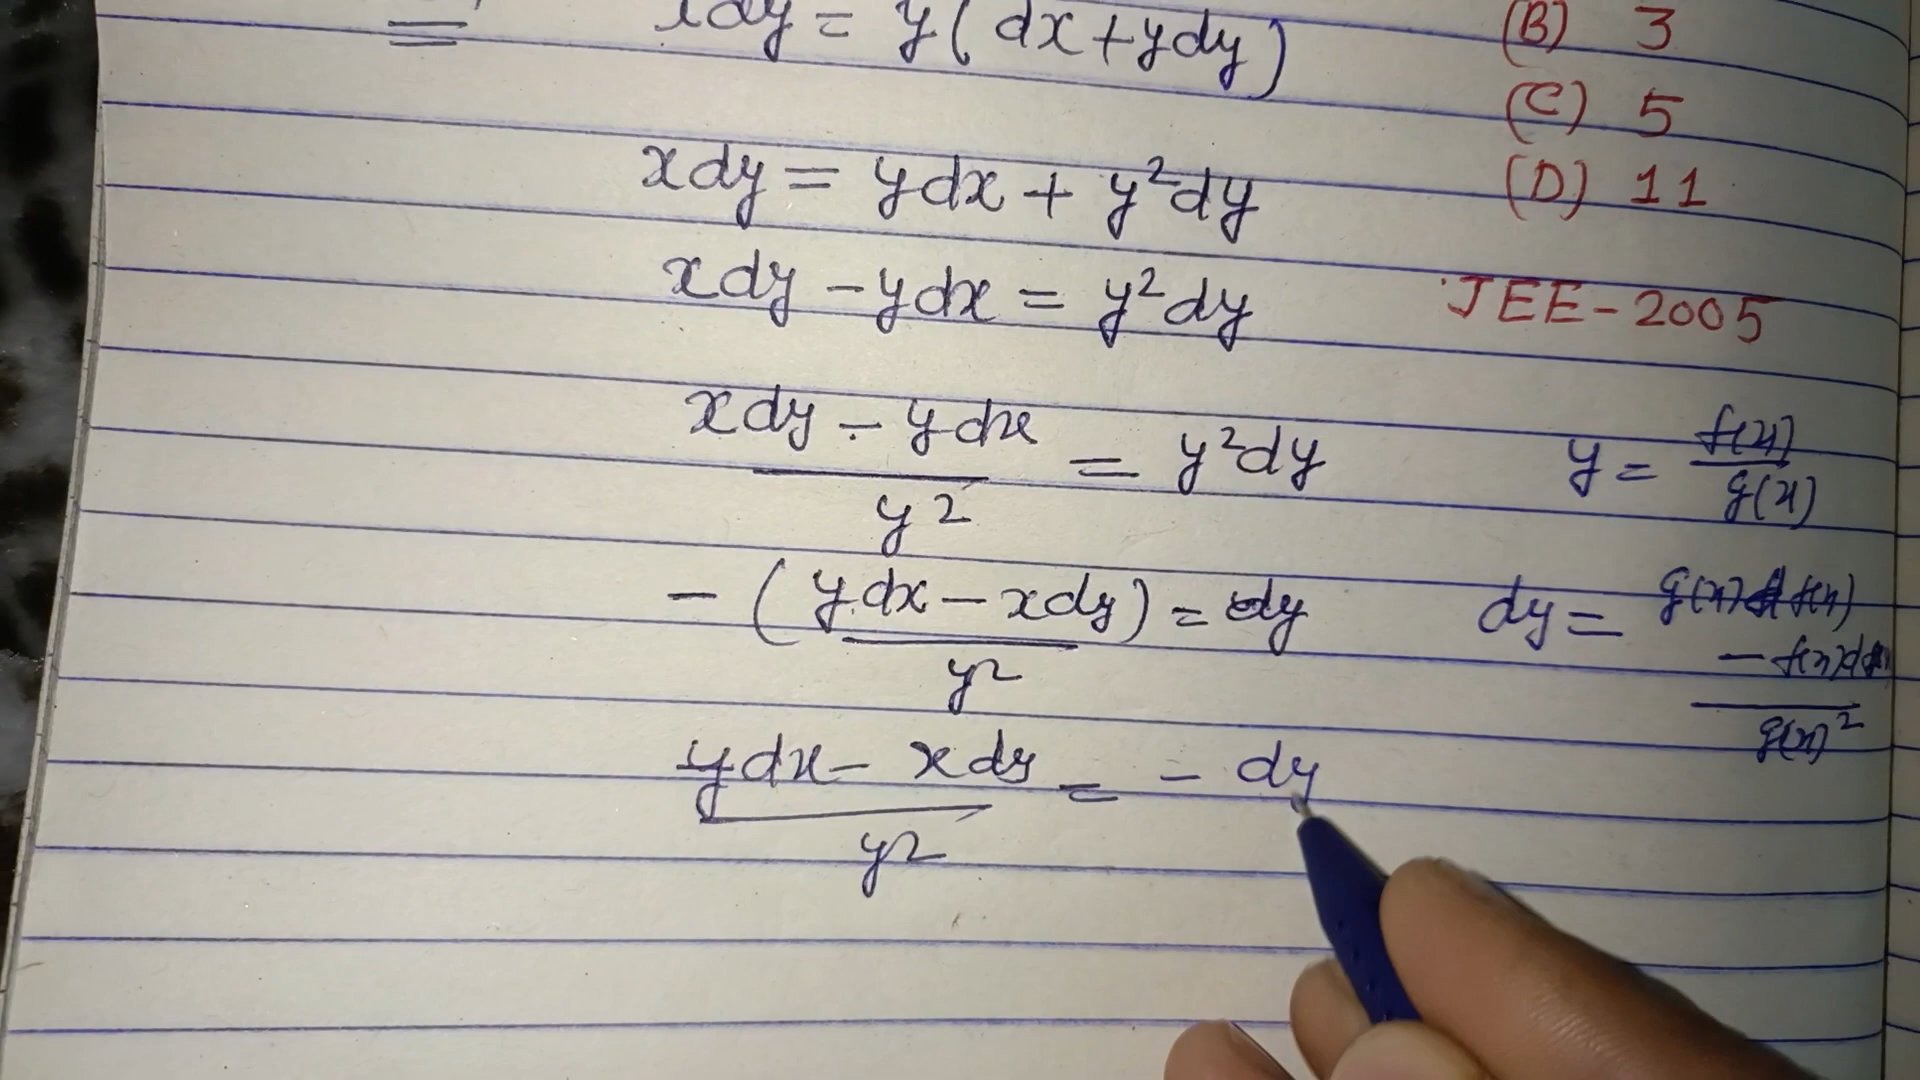 = xdy = y(dx+ydy)
(B) 3
(C) 5
xdy = ydx + y²dy
(D) 11
xdy - ydx = y²dy
JEE-2005
xdy - ydx / y² = y²dy
y = f(x) / g(x)
-(ydx - xdy) / y² = dy
dy = g(x)d f(x) - f(x)d / g(x)²
ydx - xdy / y² = - dy